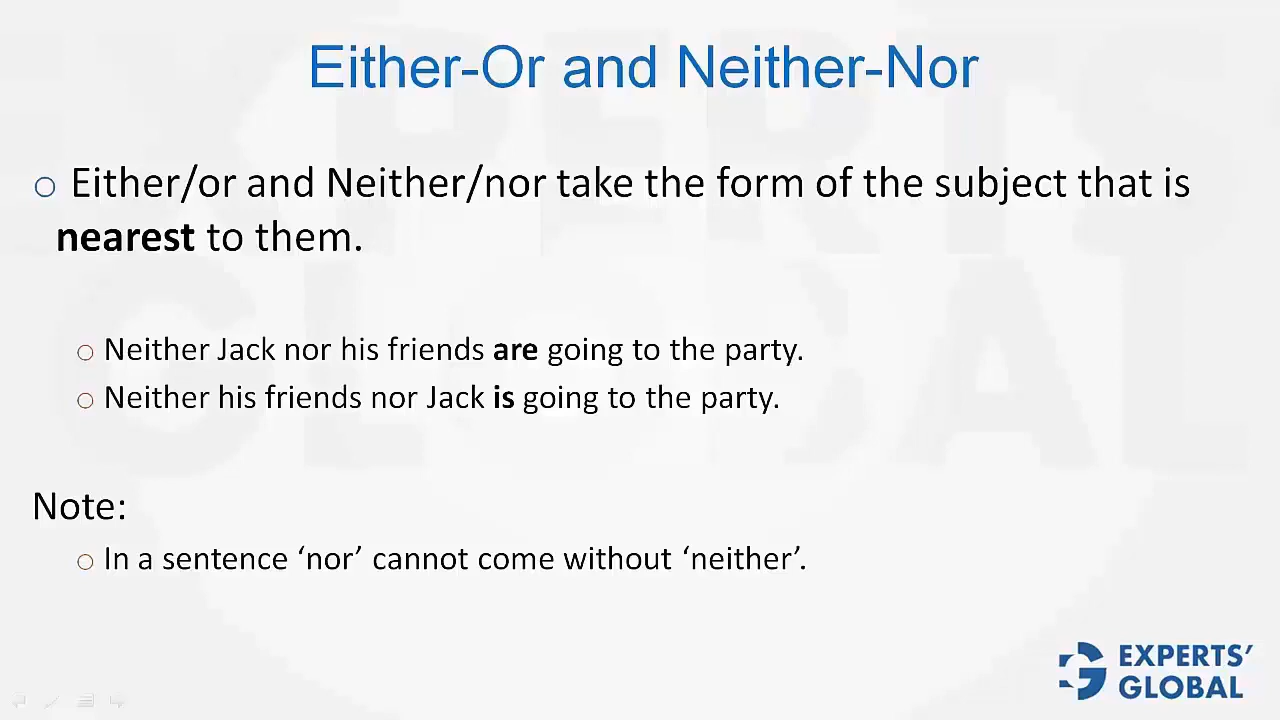 Either-Or and Neither-Nor
Either/or and Neither/nor take the form of the subject that is
nearest to them.
Neither Jack nor his friends are going to the party.
Neither his friends nor Jack is going to the party.
Note:
In a sentence ‘nor’ cannot come without ‘neither’.
EXPERTS’
GLOBAL